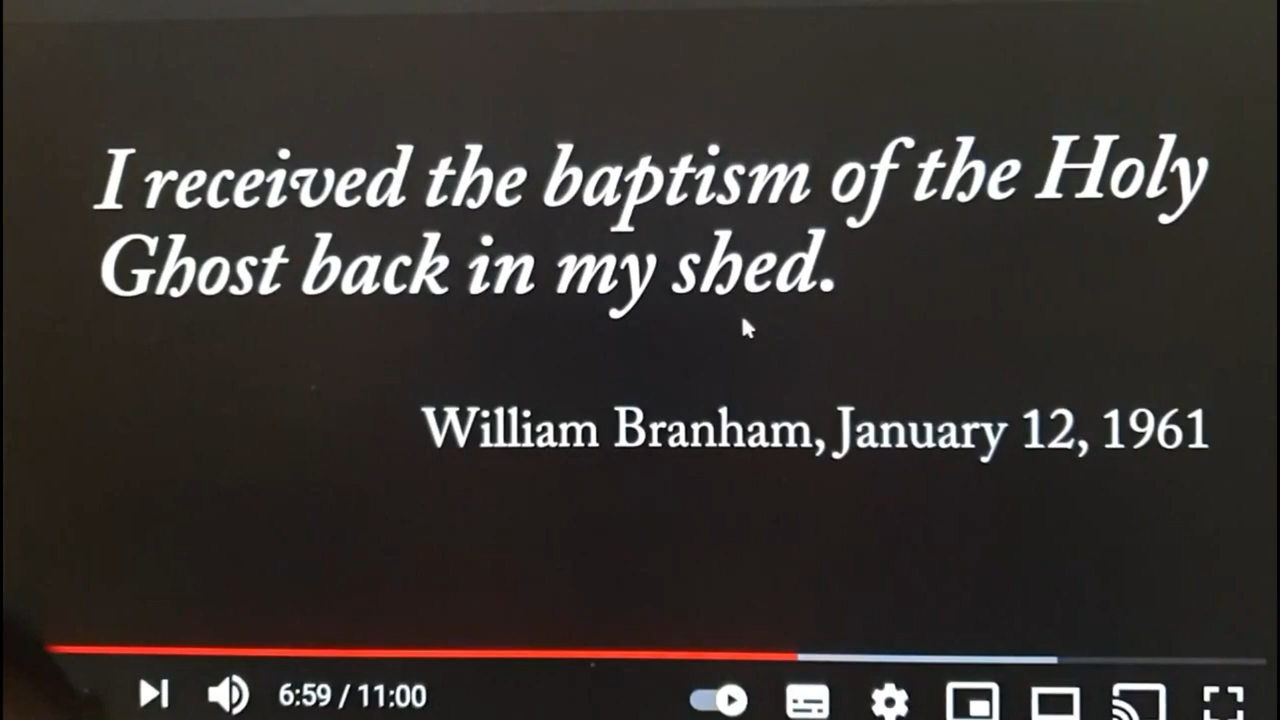 I received the baptism of the Holy
Ghost back in my shed.
William Branham, January 12, 1961
6:59 / 11:00